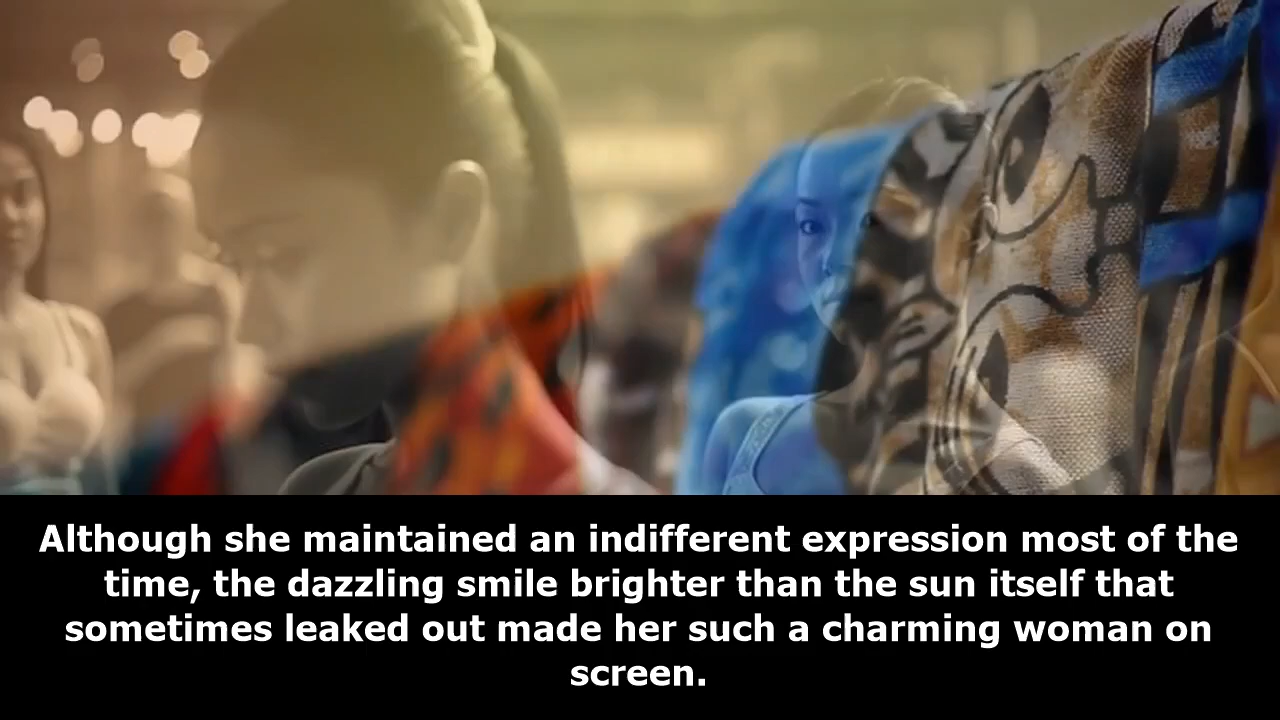 Although she maintained an indifferent expression most of the
time, the dazzling smile brighter than the sun itself that
sometimes leaked out made her such a charming woman on
screen.